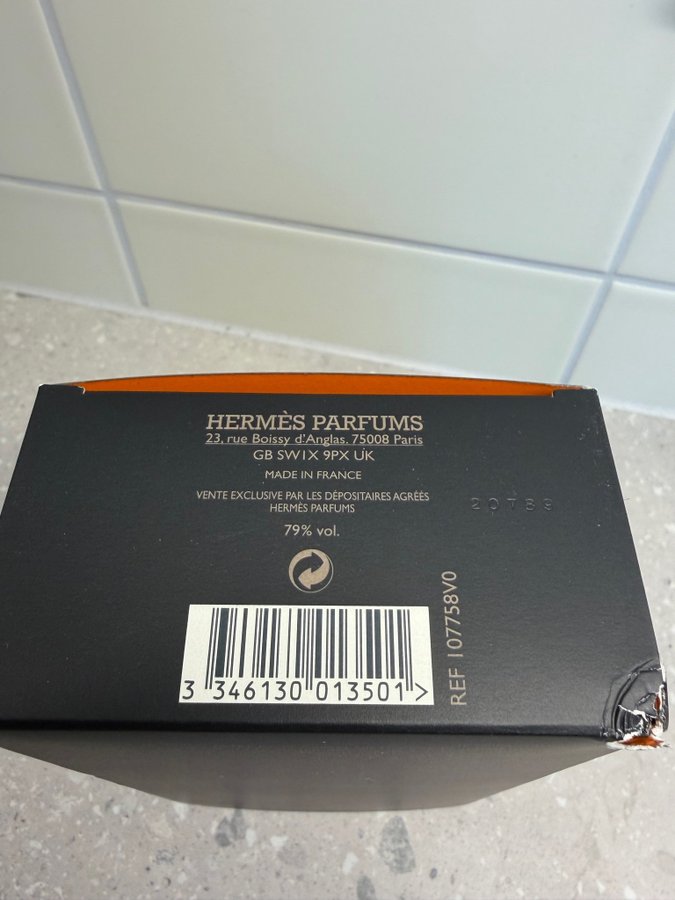 HERMÈS PARFUMS
23, rue Boissy d'Anglas. 75008 Paris
GB SW1X 9PX UK
MADE IN FRANCE
VENTE EXCLUSIVE PAR LES DÉPOSITAIRES AGRÉÉS
HERMÈS PARFUMS
79% vol.
20789
3 346130 013501 >
REF 107758V0